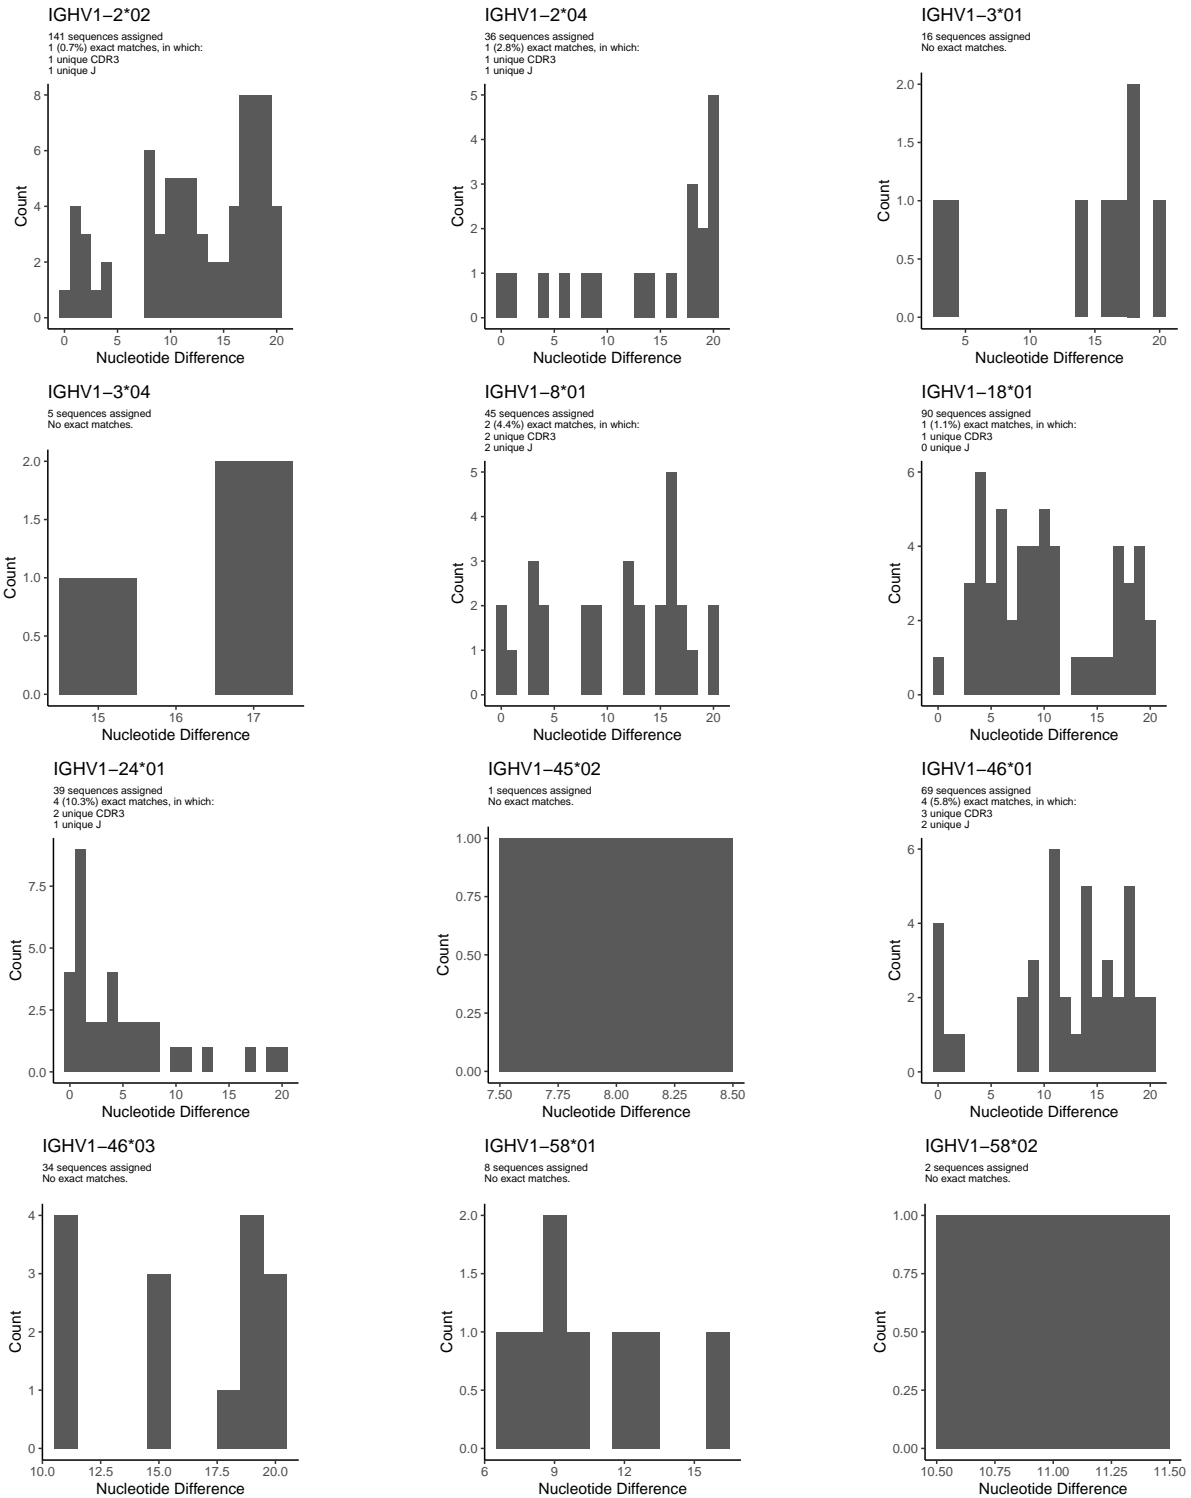 IGHV1−2*02
141 sequences assigned
1 (0.7%) exact matches, in which:
1 unique CDR3
1 unique J
8
6
4
2
0
Count
0 5 10 15 20
Nucleotide Difference
IGHV1−2*04
36 sequences assigned
1 (2.8%) exact matches, in which:
1 unique CDR3
1 unique J
5
4
3
2
1
0
Count
0 5 10 15 20
Nucleotide Difference
IGHV1−3*01
16 sequences assigned
No exact matches.
2.0
1.5
1.0
0.5
0.0
Count
5 10 15 20
Nucleotide Difference
IGHV1−3*04
5 sequences assigned
No exact matches.
2.0
1.5
1.0
0.5
0.0
Count
15 16 17
Nucleotide Difference
IGHV1−8*01
45 sequences assigned
2 (4.4%) exact matches, in which:
2 unique CDR3
2 unique J
5
4
3
2
1
0
Count
0 5 10 15 20
Nucleotide Difference
IGHV1−18*01
90 sequences assigned
1 (1.1%) exact matches, in which:
1 unique CDR3
0 unique J
6
4
2
0
Count
0 5 10 15 20
Nucleotide Difference
IGHV1−24*01
39 sequences assigned
4 (10.3%) exact matches, in which:
2 unique CDR3
1 unique J
7.5
5.0
2.5
0.0
Count
0 5 10 15 20
Nucleotide Difference
IGHV1−45*02
1 sequences assigned
No exact matches.
1.00
0.75
0.50
0.25
0.00
Count
7.50 7.75 8.00 8.25 8.50
Nucleotide Difference
IGHV1−46*01
69 sequences assigned
4 (5.8%) exact matches, in which:
3 unique CDR3
2 unique J
6
4
2
0
Count
0 5 10 15 20
Nucleotide Difference
IGHV1−46*03
34 sequences assigned
No exact matches.
4
3
2
1
0
Count
10.0 12.5 15.0 17.5 20.0
Nucleotide Difference
IGHV1−58*01
8 sequences assigned
No exact matches.
2.0
1.5
1.0
0.5
0.0
Count
6 9 12 15
Nucleotide Difference
IGHV1−58*02
2 sequences assigned
No exact matches.
1.00
0.75
0.50
0.25
0.00
Count
10.50 10.75 11.00 11.25 11.50
Nucleotide Difference